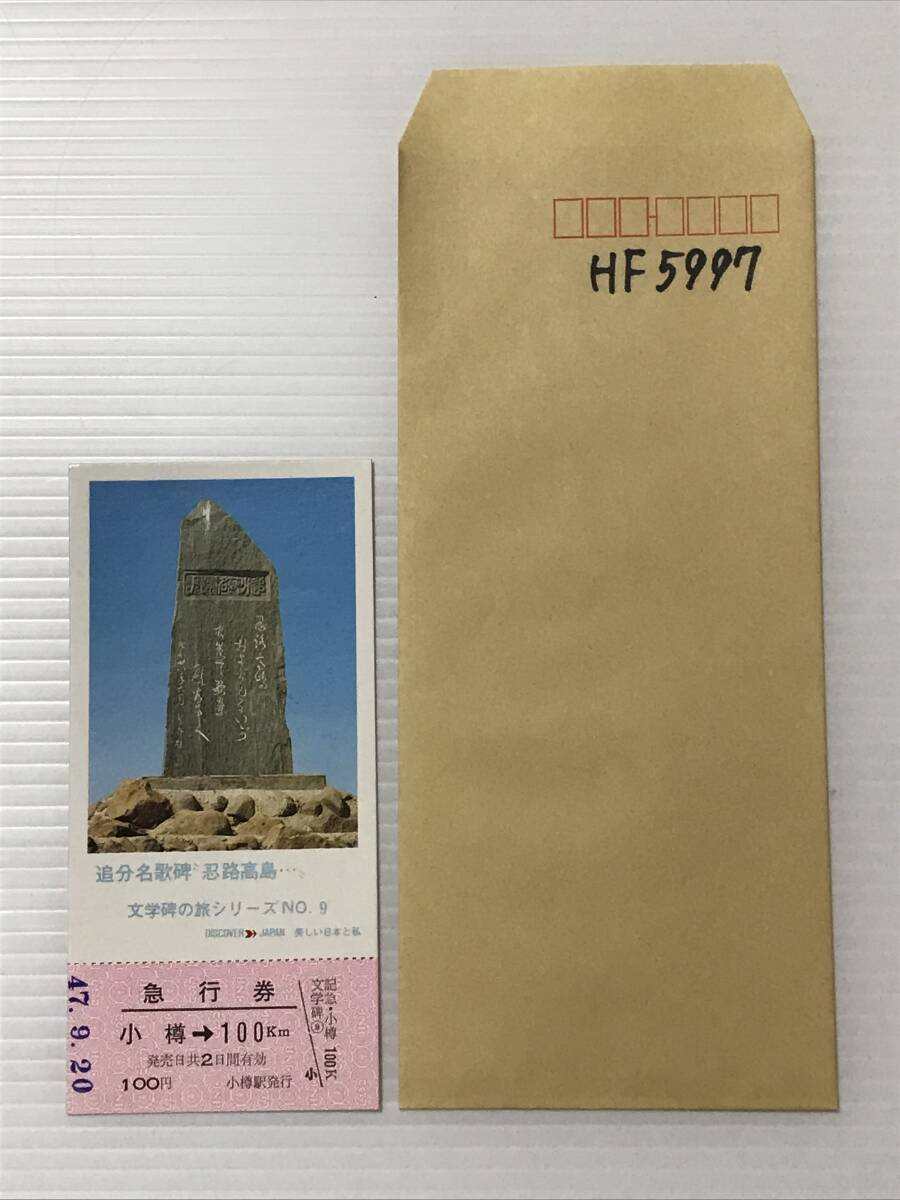 HF5997
追分名歌碑 忍路高島…
文学碑の旅シリーズNO.9
DISCOVER JAPAN 美しい日本と私
47.9.20
急行券
小樽→100Km
発売日共2日間有効
100円 小樽駅発行
記急・小樽 100K
文学碑⑨
小